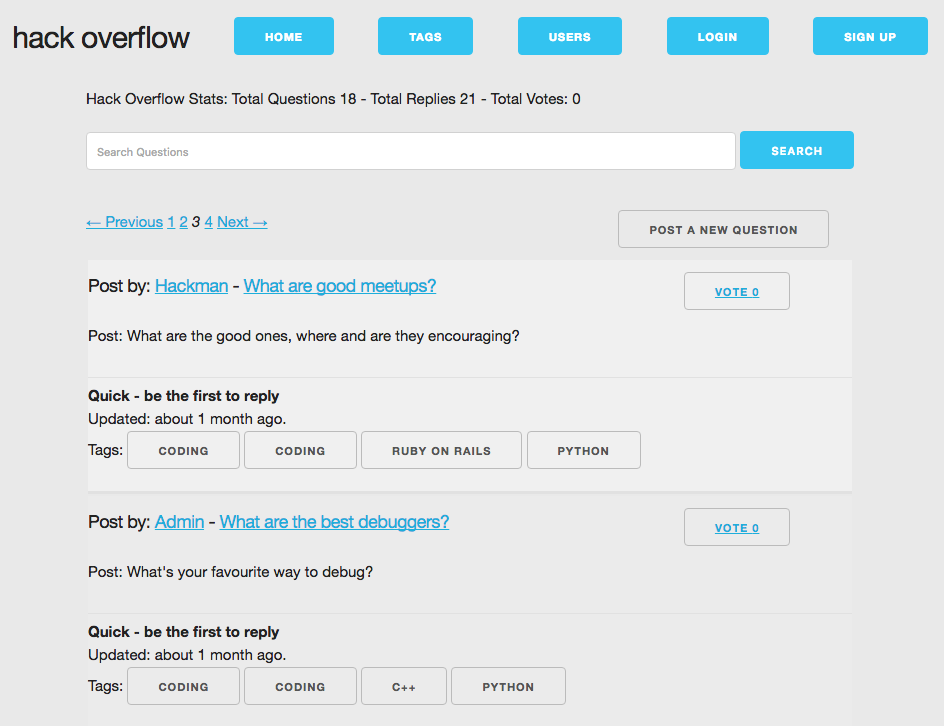 hack overflow HOME TAGS USERS LOGIN SIGN UP
Hack Overflow Stats: Total Questions 18 - Total Replies 21 - Total Votes: 0
Search Questions SEARCH
← Previous 1 2 3 4 Next → POST A NEW QUESTION
Post by: Hackman - What are good meetups? VOTE 0
Post: What are the good ones, where and are they encouraging?
Quick - be the first to reply
Updated: about 1 month ago.
Tags: CODING CODING RUBY ON RAILS PYTHON
Post by: Admin - What are the best debuggers? VOTE 0
Post: What's your favourite way to debug?
Quick - be the first to reply
Updated: about 1 month ago.
Tags: CODING CODING C++ PYTHON